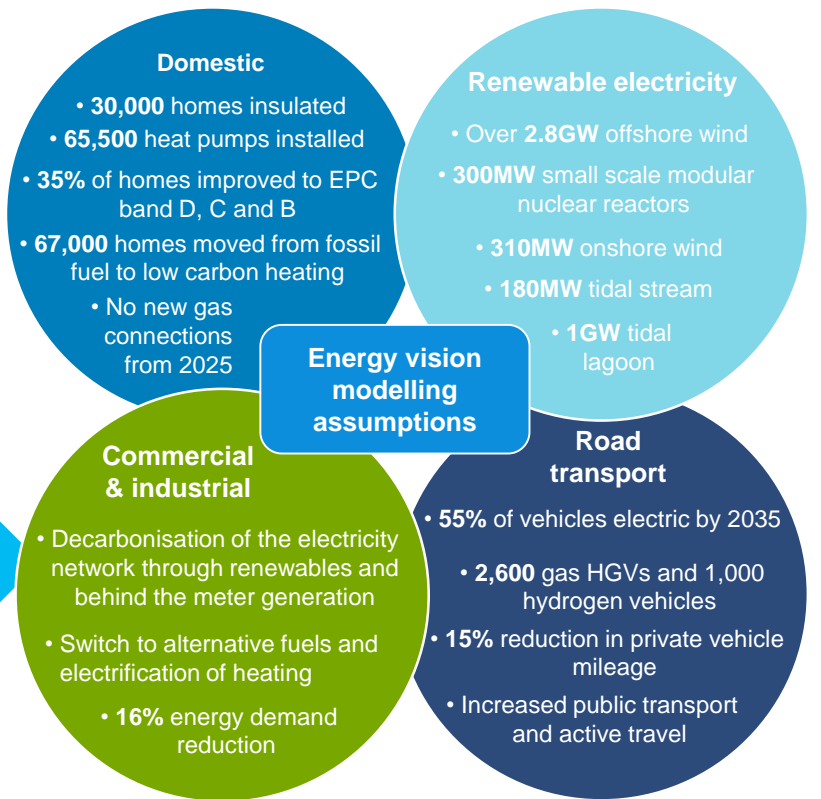 Domestic
• 30,000 homes insulated
• 65,500 heat pumps installed
• 35% of homes improved to EPC
band D, C and B
• 67,000 homes moved from fossil
fuel to low carbon heating
• No new gas
connections
from 2025
Renewable electricity
• Over 2.8GW offshore wind
• 300MW small scale modular
nuclear reactors
• 310MW onshore wind
• 180MW tidal stream
• 1GW tidal
lagoon
Energy vision
modelling
assumptions
Commercial
& industrial
• Decarbonisation of the electricity
network through renewables and
behind the meter generation
• Switch to alternative fuels and
electrification of heating
• 16% energy demand
reduction
Road
transport
• 55% of vehicles electric by 2035
• 2,600 gas HGVs and 1,000
hydrogen vehicles
• 15% reduction in private vehicle
mileage
• Increased public transport
and active travel